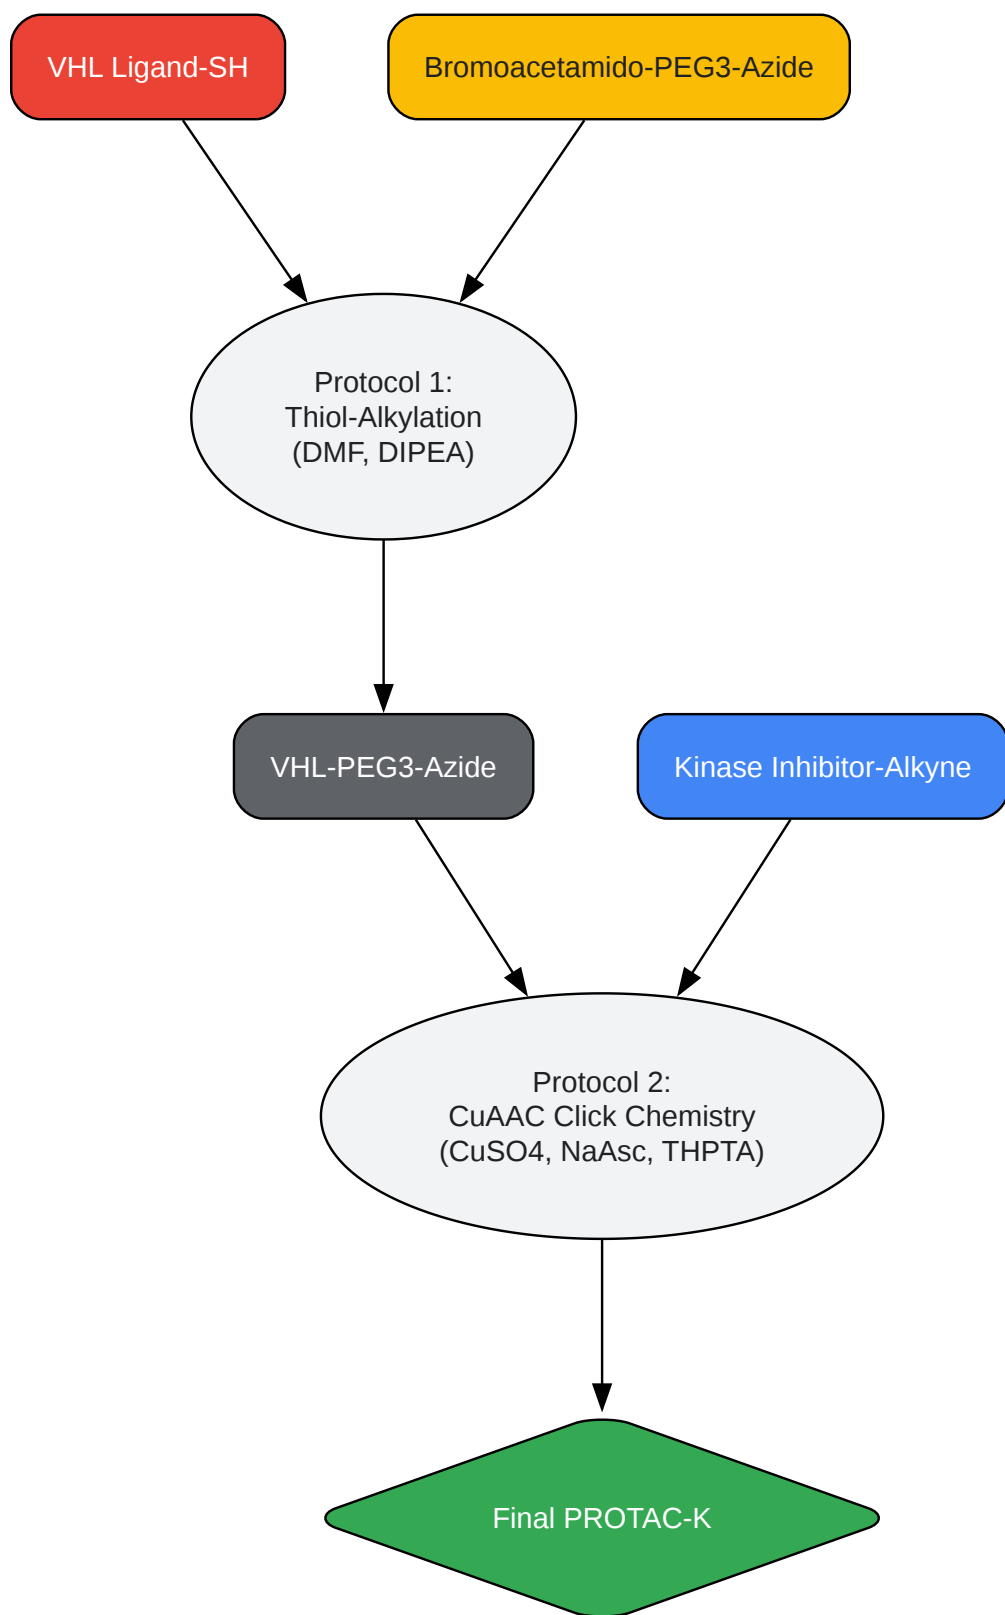 VHL Ligand-SH
Bromoacetamido-PEG3-Azide
Protocol 1:
Thiol-Alkylation
(DMF, DIPEA)
VHL-PEG3-Azide
Kinase Inhibitor-Alkyne
Protocol 2:
CuAAC Click Chemistry
(CuSO4, NaAsc, THPTA)
Final PROTAC-K